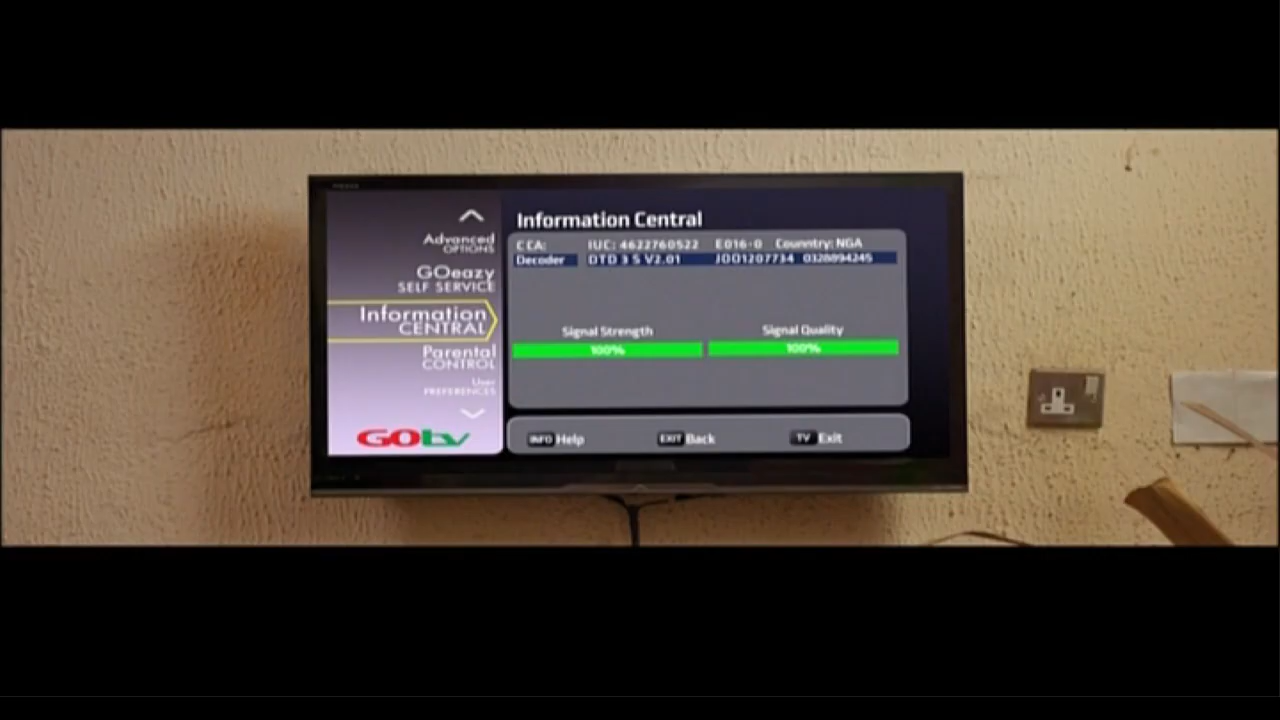 Advanced
OPTIONS
GOeazy
SELF SERVICE
Information
CENTRAL
Parental
CONTROL
User
PREFERENCES
GOtv
Information Central
CCA: IUC: 4622760522 E016-0 Counntry: NGA
Decoder DTD 3 S V2.01 JDD1207734 0328894245
Signal Strength Signal Quality
100% 100%
INFO Help EXIT Back TV Exit